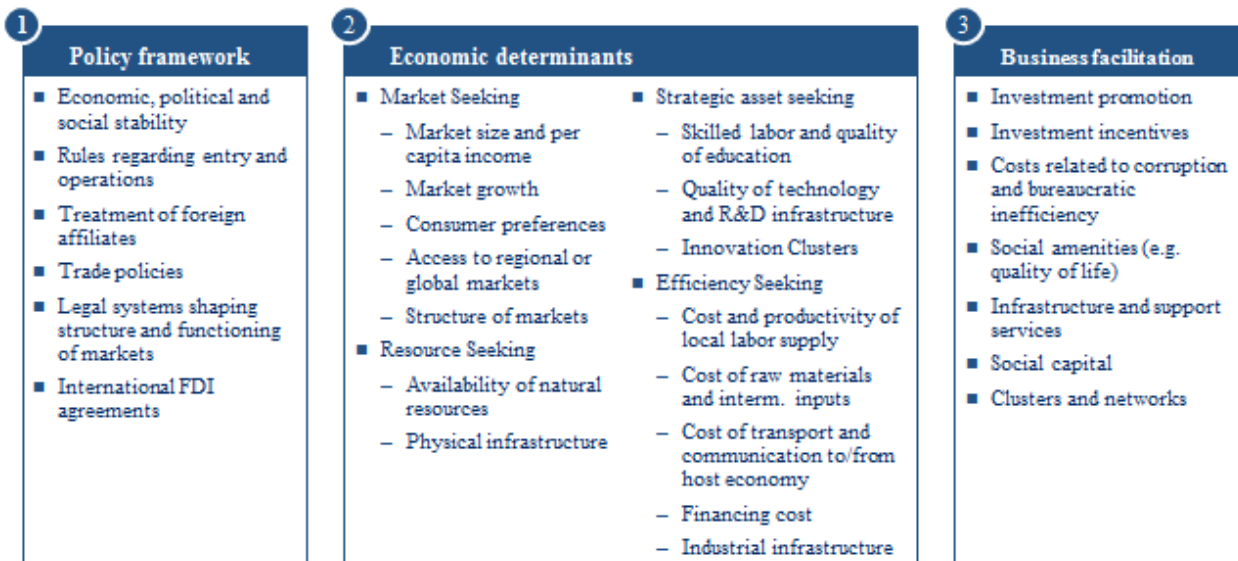 1
Policy framework
■ Economic, political and
social stability
■ Rules regarding entry and
operations
■ Treatment of foreign
affiliates
■ Trade policies
■ Legal systems shaping
structure and functioning
of markets
■ International FDI
agreements
2
Economic determinants
■ Market Seeking
– Market size and per
capita income
– Market growth
– Consumer preferences
– Access to regional or
global markets
– Structure of markets
■ Resource Seeking
– Availability of natural
resources
– Physical infrastructure
■ Strategic asset seeking
– Skilled labor and quality
of education
– Quality of technology
and R&D infrastructure
– Innovation Clusters
■ Efficiency Seeking
– Cost and productivity of
local labor supply
– Cost of raw materials
and interm. inputs
– Cost of transport and
communication to/from
host economy
– Financing cost
– Industrial infrastructure
3
Business facilitation
■ Investment promotion
■ Investment incentives
■ Costs related to corruption
and bureaucratic
inefficiency
■ Social amenities (e.g.
quality of life)
■ Infrastructure and support
services
■ Social capital
■ Clusters and networks